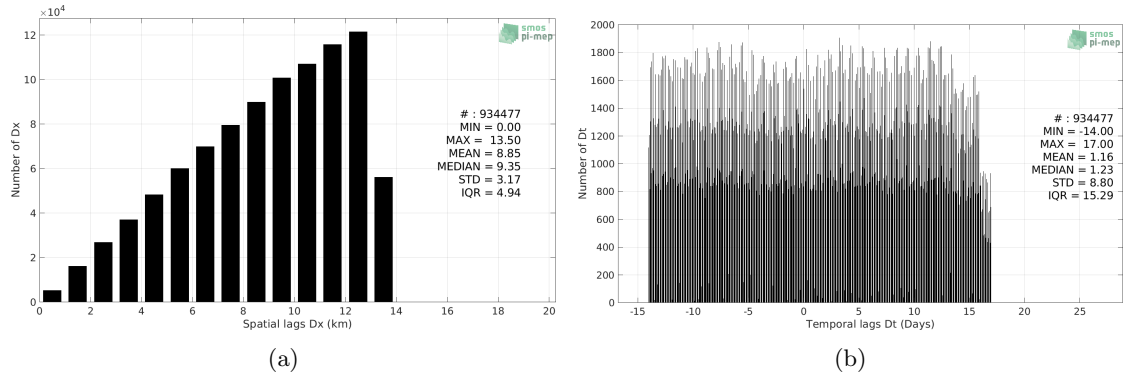 ×10⁴
12
10
8
6
4
2
0
0 2 4 6 8 10 12 14 16 18 20
Number of Dx
Spatial lags Dx (km)
smos
pi-mep
# : 934477
MIN = 0.00
MAX = 13.50
MEAN = 8.85
MEDIAN = 9.35
STD = 3.17
IQR = 4.94
(a)
2000
1800
1600
1400
1200
1000
800
600
400
200
0
-15 -10 -5 0 5 10 15 20 25
Number of Dt
Temporal lags Dt (Days)
smos
pi-mep
# : 934477
MIN = -14.00
MAX = 17.00
MEAN = 1.16
MEDIAN = 1.23
STD = 8.80
IQR = 15.29
(b)